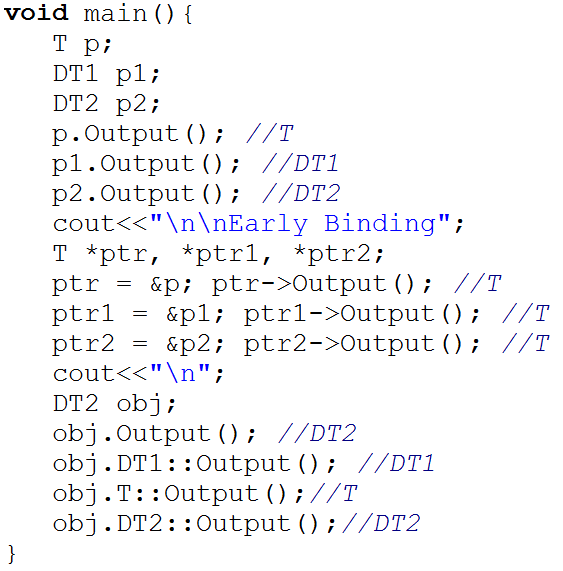 void main(){
T p;
DT1 p1;
DT2 p2;
p.Output(); //T
p1.Output(); //DT1
p2.Output(); //DT2
cout<<"\n\nEarly Binding";
T *ptr, *ptr1, *ptr2;
ptr = &p; ptr->Output(); //T
ptr1 = &p1; ptr1->Output(); //T
ptr2 = &p2; ptr2->Output(); //T
cout<<"\n";
DT2 obj;
obj.Output(); //DT2
obj.DT1::Output(); //DT1
obj.T::Output();//T
obj.DT2::Output();//DT2
}